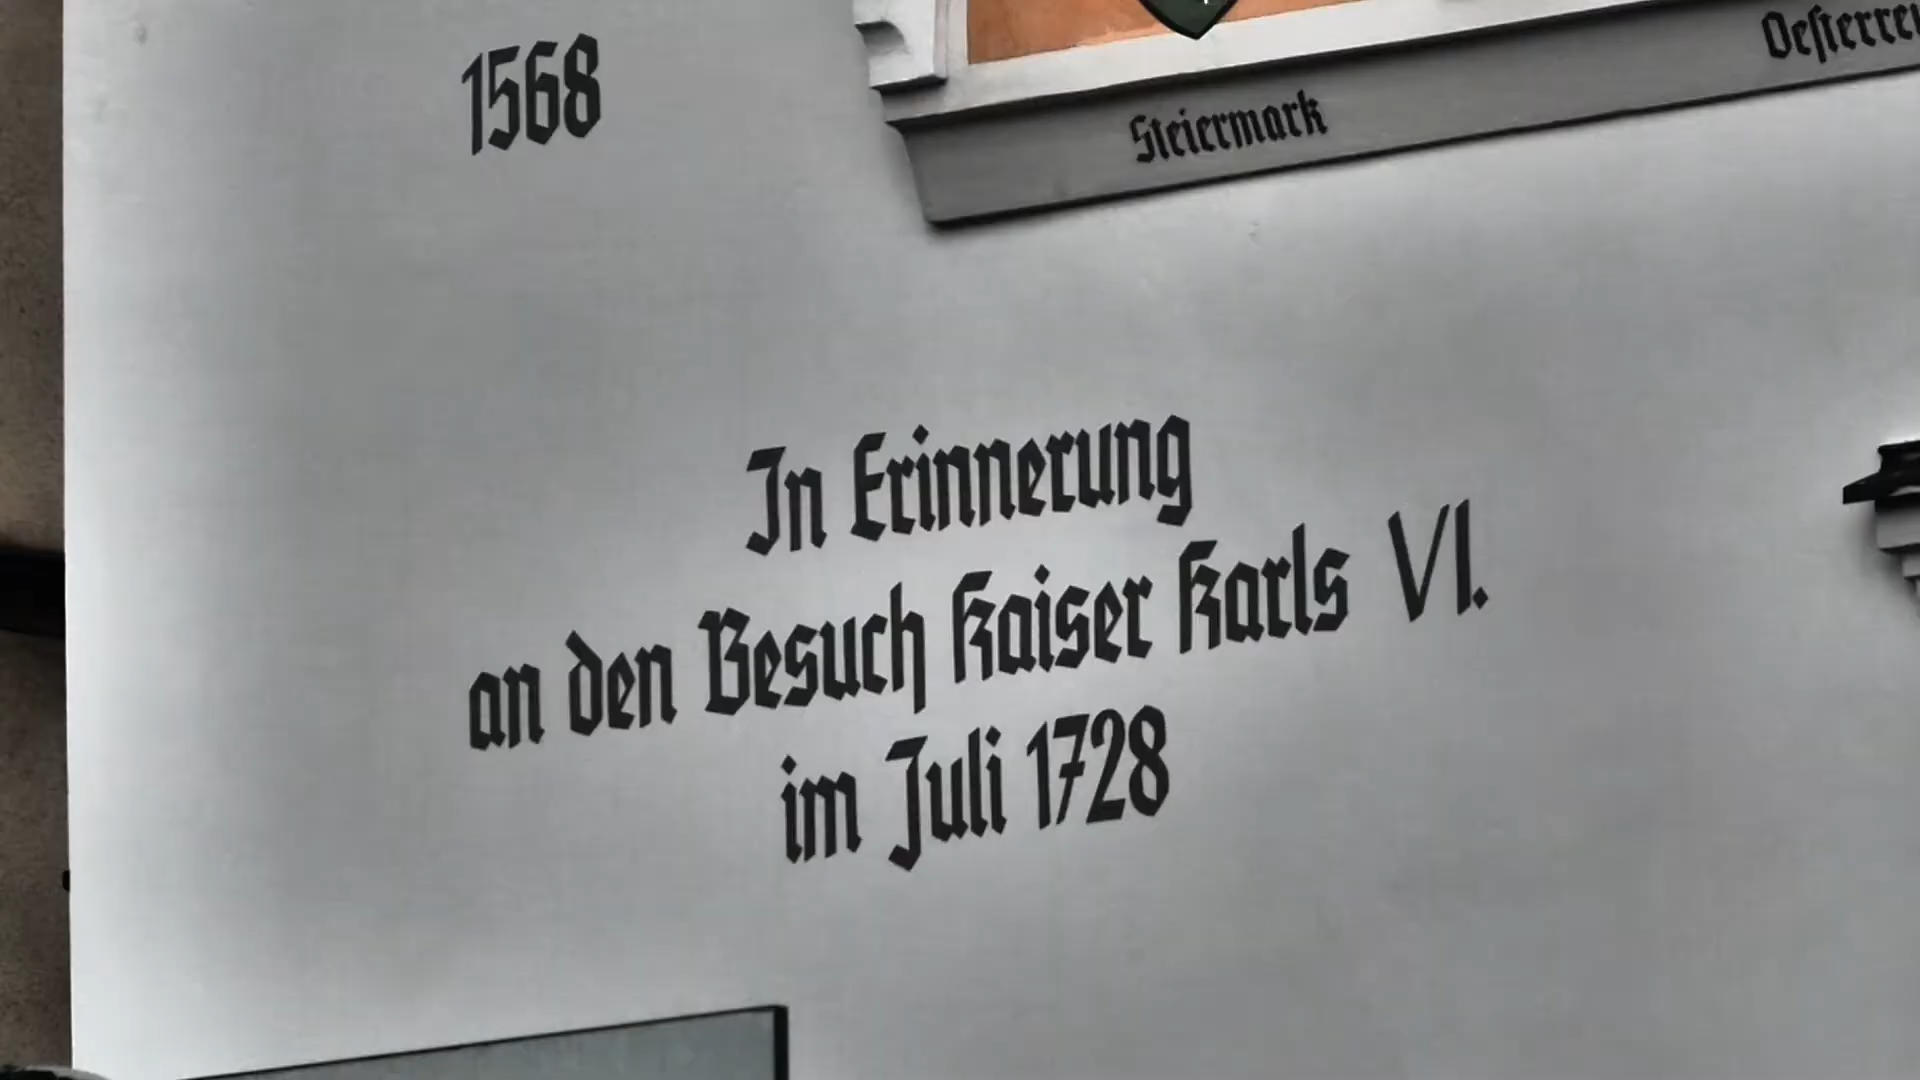 1568
Steiermark
In Erinnerung
an den Besuch Kaiser Karls VI.
im Juli 1728